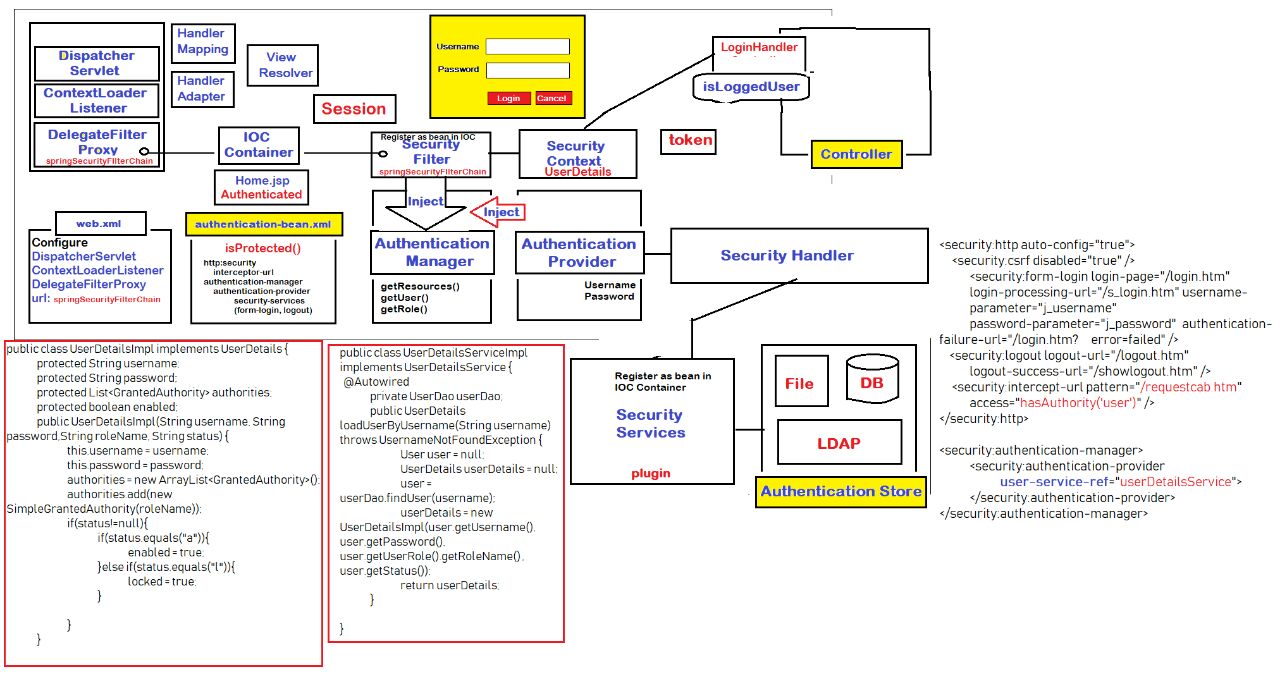 Dispatcher
Servlet
ContextLoader
Listener
DelegateFilter
Proxy
springSecurityFilterChain
Handler
Mapping
Handler
Adapter
View
Resolver
Session
IOC
Container
Home.jsp
Authenticated
Username
Password
Login
Cancel
Register as bean in IOC
Security
Filter
springSecurityFilterChain
Security
Context
UserDetails
token
LoginHandler
isLoggedUser
Controller
Inject
Inject
web.xml
Configure
DispatcherServlet
ContextLoaderListener
DelegateFilterProxy
url: springSecurityFilterChain
authentication-bean.xml
isProtected()
http:security
interceptor-url
authentication-manager
authentication-provider
security-services
(form-login, logout)
Authentication
Manager
getResources()
getUser()
getRole()
Authentication
Provider
Username
Password
Security Handler
<security:http auto-config="true">
<security:csrf disabled="true" />
<security:form-login login-page="/login.htm"
login-processing-url="/s_login.htm" username-
parameter="j_username"
password-parameter="j_password" authentication-
failure-url="/login.htm? error=failed" />
<security:logout logout-url="/logout.htm"
logout-success-url="/showlogout.htm" />
<security:intercept-url pattern="/requestcab htm"
access="hasAuthority('user')" />
</security:http>
<security:authentication-manager>
<security:authentication-provider
user-service-ref="userDetailsService">
</security:authentication-provider>
</security:authentication-manager>
public class UserDetailsImpl implements UserDetails {
protected String username;
protected String password;
protected List<GrantedAuthority> authorities;
protected boolean enabled;
public UserDetailsImpl(String username, String
password,String roleName, String status) {
this.username = username;
this.password = password;
authorities = new ArrayList<GrantedAuthority>();
authorities.add(new
SimpleGrantedAuthority(roleName));
if(status!=null){
if(status.equals("a")){
enabled = true;
}else if(status.equals("l")){
locked = true;
}
}
}
public class UserDetailsServiceImpl
implements UserDetailsService {
@Autowired
private UserDao userDao;
public UserDetails
loadUserByUsername(String username)
throws UsernameNotFoundException {
User user = null;
UserDetails userDetails = null;
user =
userDao.findUser(username);
userDetails = new
UserDetailsImpl(user.getUsername(),
user.getPassword(),
user.getUserRole().getRoleName(),
user.getStatus());
return userDetails;
}
}
Register as bean in
IOC Container
Security
Services
plugin
File
DB
LDAP
Authentication Store